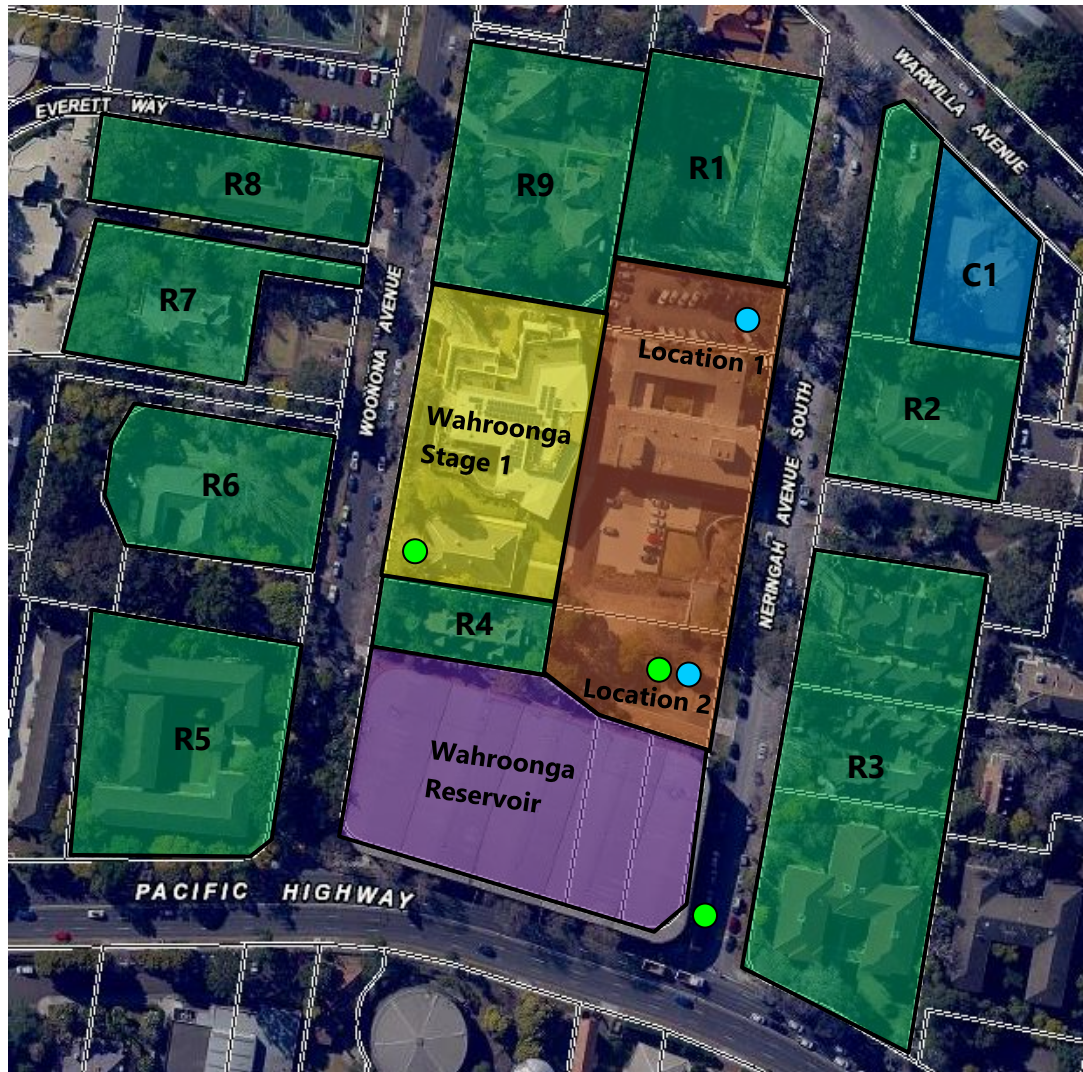 WARWILLA AVENUE
EVERETT WAY
R8
R9
R1
C1
R7
WOONONA AVENUE
Location 1
R2
Wahroonga
Stage 1
NERINGAH AVENUE SOUTH
R6
R4
Location 2
R5
Wahroonga
Reservoir
R3
PACIFIC HIGHWAY